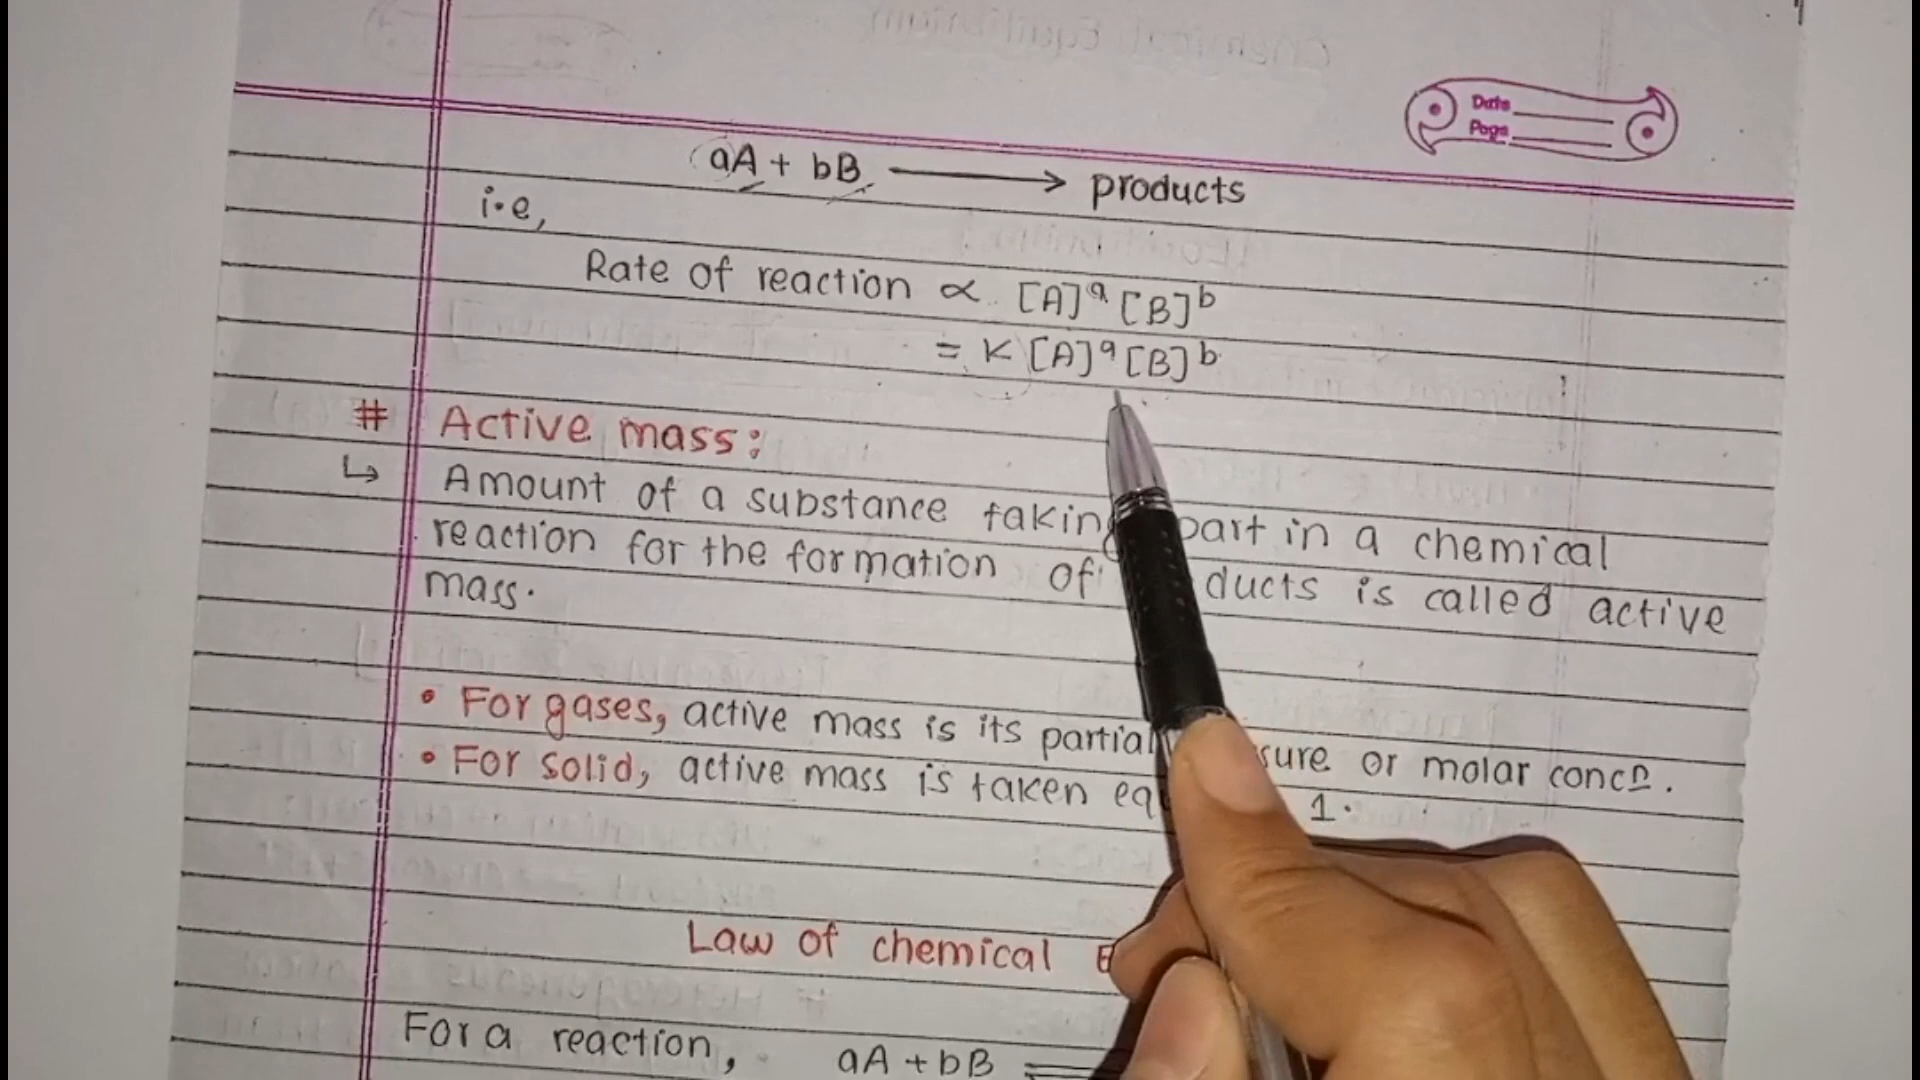 Date
Page
aA + bB ⟶ products
i.e,
Rate of reaction ∝ [A]ᵃ [B]ᵇ
= K [A]ᵃ [B]ᵇ
# Active mass:
↳ Amount of a substance taking part in a chemical
reaction for the formation of ducts is called active
mass.
• For gases, active mass is its partial sure or molar concn.
• For solid, active mass is taken eq 1.
Law of chemical E
For a reaction, aA + bB